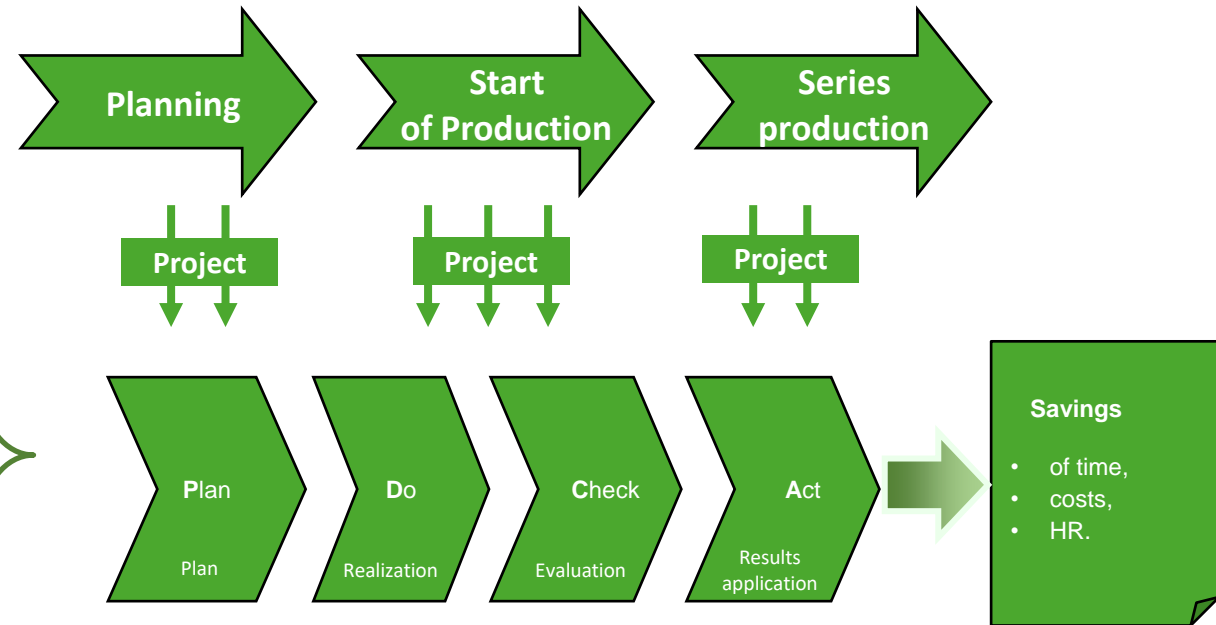 Planning
Start
of Production
Series
production
Project
Project
Project
Plan
Plan
Do
Realization
Check
Evaluation
Act
Results
application
Savings
• of time,
• costs,
• HR.